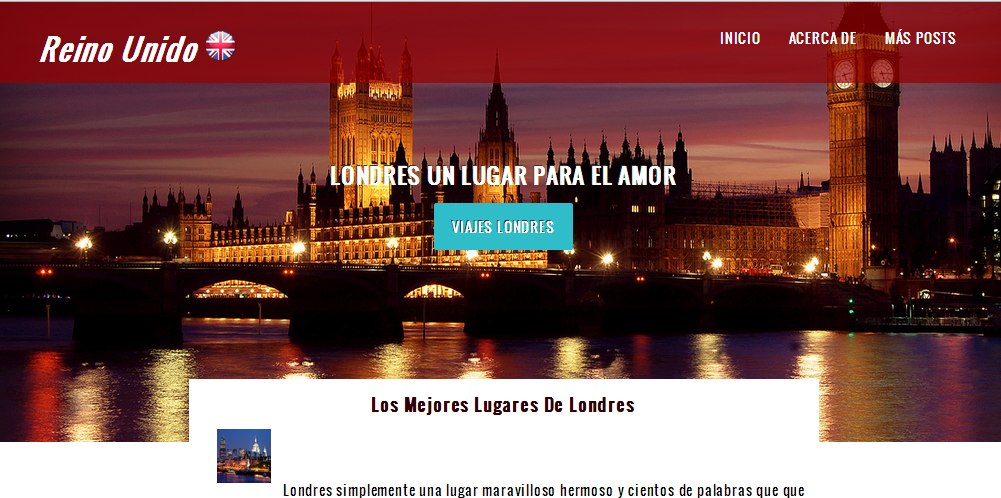 Reino Unido
INICIO ACERCA DE MÁS POSTS
LONDRES UN LUGAR PARA EL AMOR
VIAJES LONDRES
Los Mejores Lugares De Londres
Londres simplemente una lugar maravilloso hermoso y cientos de palabras que que